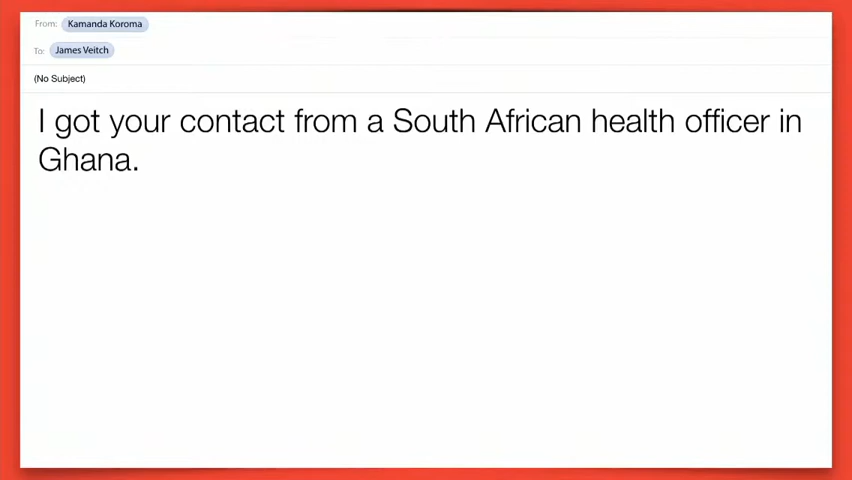 From: Kamanda Koroma
To: James Veitch
(No Subject)
I got your contact from a South African health officer in
Ghana.